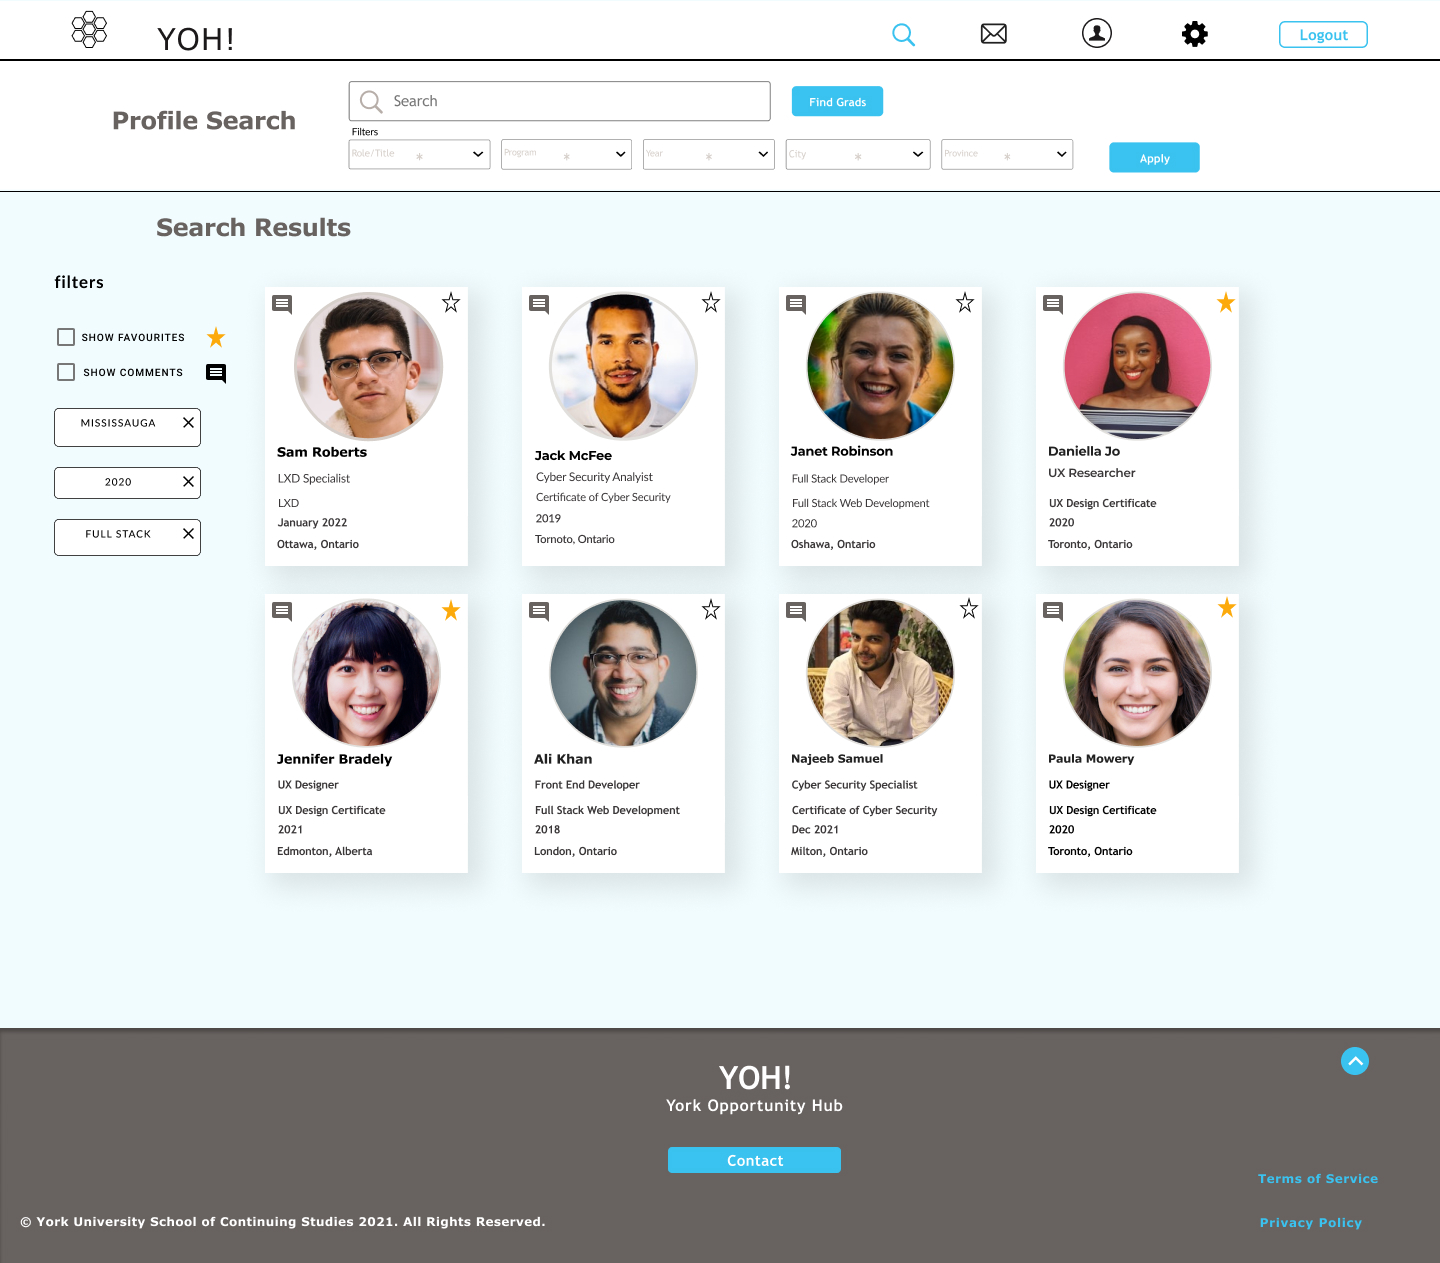 YOH!
Logout
Profile Search
Search
Find Grads
Filters
Role/Title *
Program *
Year *
City *
Province *
Apply
Search Results
filters
SHOW FAVOURITES
SHOW COMMENTS
MISSISSAUGA
2020
FULL STACK
Sam Roberts
LXD Specialist
LXD
January 2022
Ottawa, Ontario
Jack McFee
Cyber Security Analyist
Certificate of Cyber Security
2019
Tornoto, Ontario
Janet Robinson
Full Stack Developer
Full Stack Web Development
2020
Oshawa, Ontario
Daniella Jo
UX Researcher
UX Design Certificate
2020
Toronto, Ontario
Jennifer Bradely
UX Designer
UX Design Certificate
2021
Edmonton, Alberta
Ali Khan
Front End Developer
Full Stack Web Development
2018
London, Ontario
Najeeb Samuel
Cyber Security Specialist
Certificate of Cyber Security
Dec 2021
Milton, Ontario
Paula Mowery
UX Designer
UX Design Certificate
2020
Toronto, Ontario
YOH!
York Opportunity Hub
Contact
Terms of Service
© York University School of Continuing Studies 2021. All Rights Reserved.
Privacy Policy